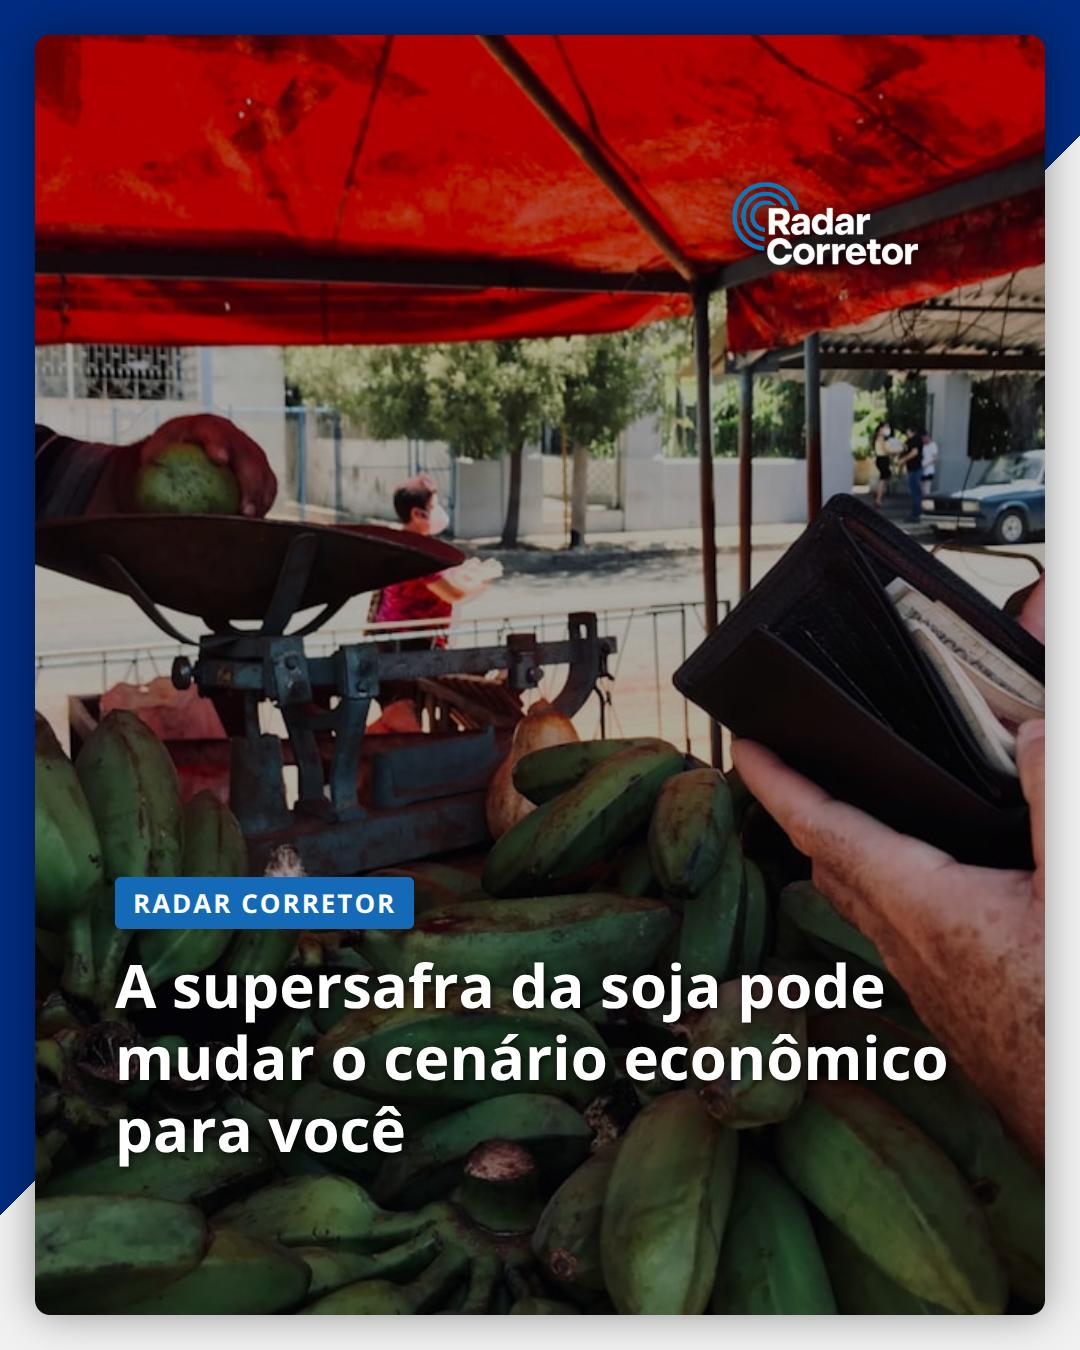 Radar
Corretor
RADAR CORRETOR
A supersafra da soja pode
mudar o cenário econômico
para você